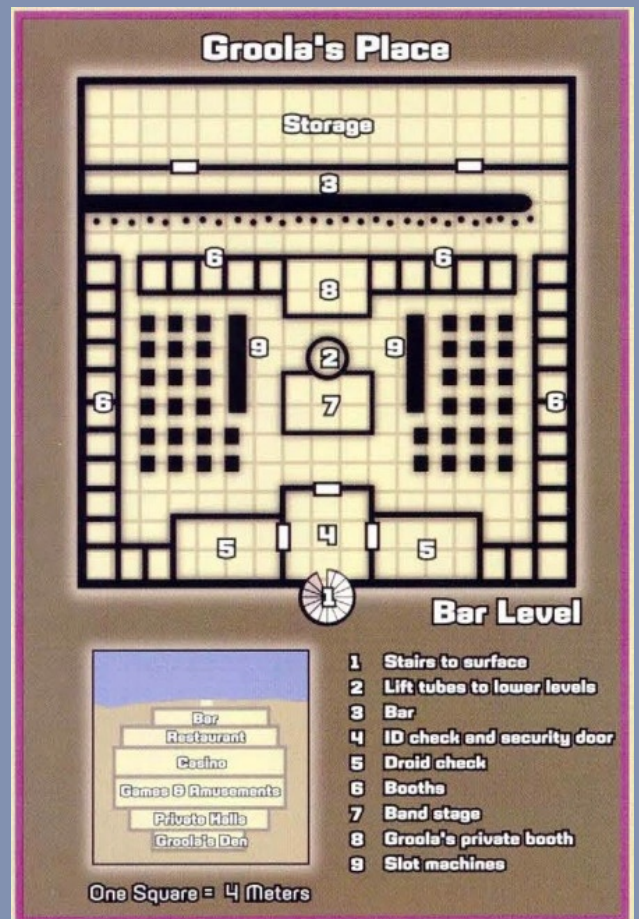 Groola's Place
Storage
3
6
6
8
9
2
9
7
6
6
4
5
5
1
Bar Level
Bar
Restaurant
Casino
Games & Amusements
Private Halls
Groola's Den
One Square = 4 Meters
1 Stairs to surface
2 Lift tubes to lower levels
3 Bar
4 ID check and security door
5 Droid check
6 Booths
7 Band stage
8 Groola's private booth
9 Slot machines